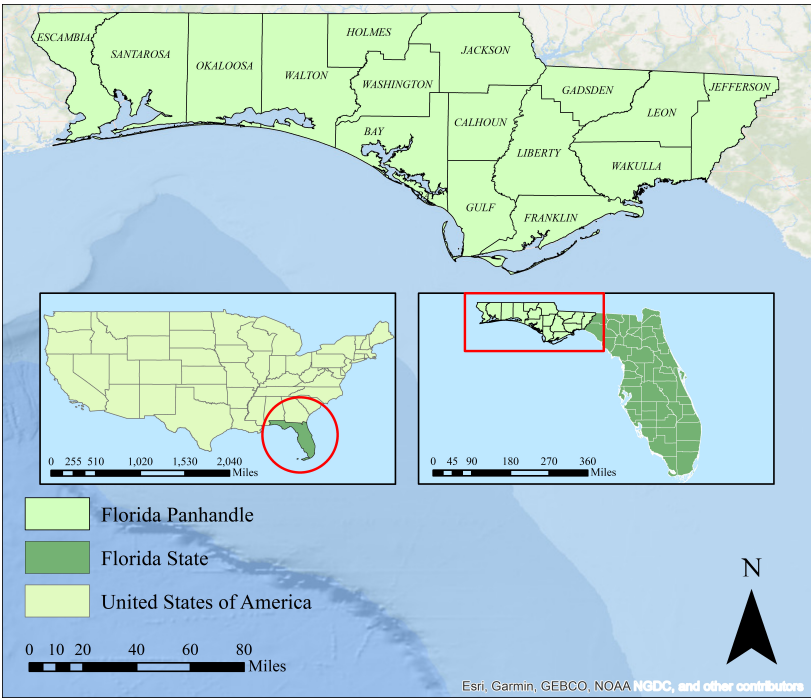 ESCAMBIA
SANTAROSA
OKALOOSA
WALTON
HOLMES
WASHINGTON
JACKSON
BAY
CALHOUN
GULF
LIBERTY
GADSDEN
FRANKLIN
LEON
WAKULLA
JEFFERSON
0 255 510 1,020 1,530 2,040
Miles
0 45 90 180 270 360
Miles
Florida Panhandle
Florida State
United States of America
0 10 20 40 60 80
Miles
N
Esri, Garmin, GEBCO, NOAA NGDC, and other contributors